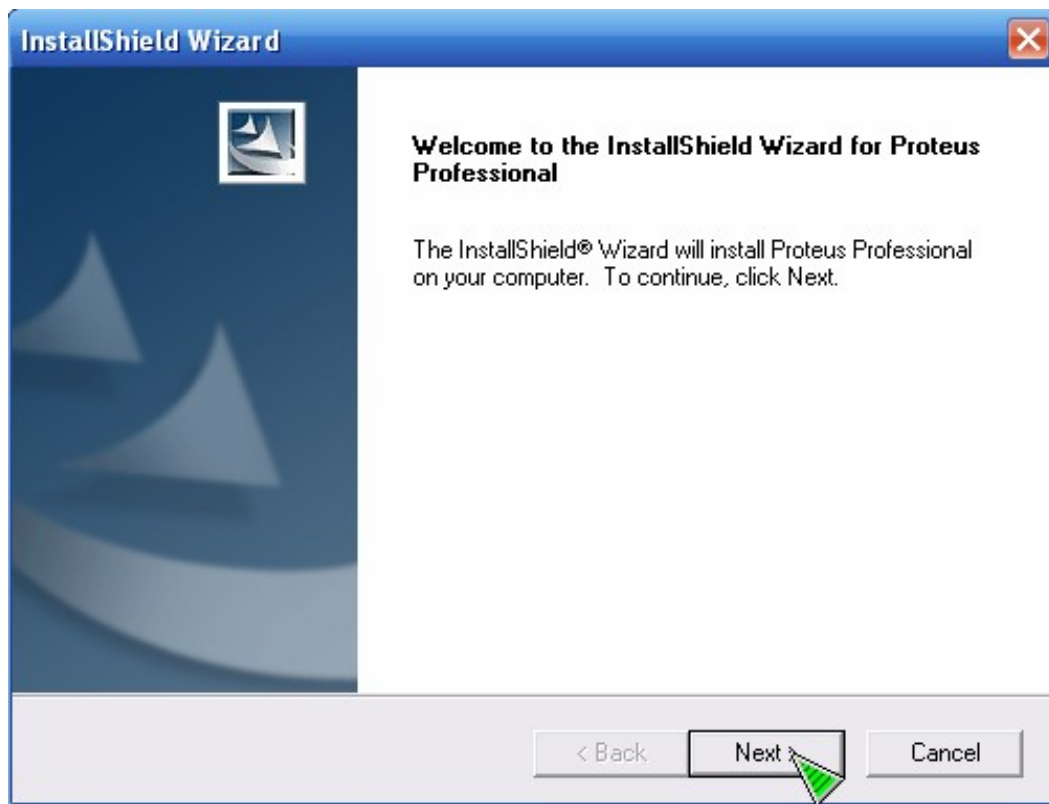 InstallShield Wizard
Welcome to the InstallShield Wizard for Proteus
Professional
The InstallShield® Wizard will install Proteus Professional
on your computer.  To continue, click Next.
< Back
Next >
Cancel